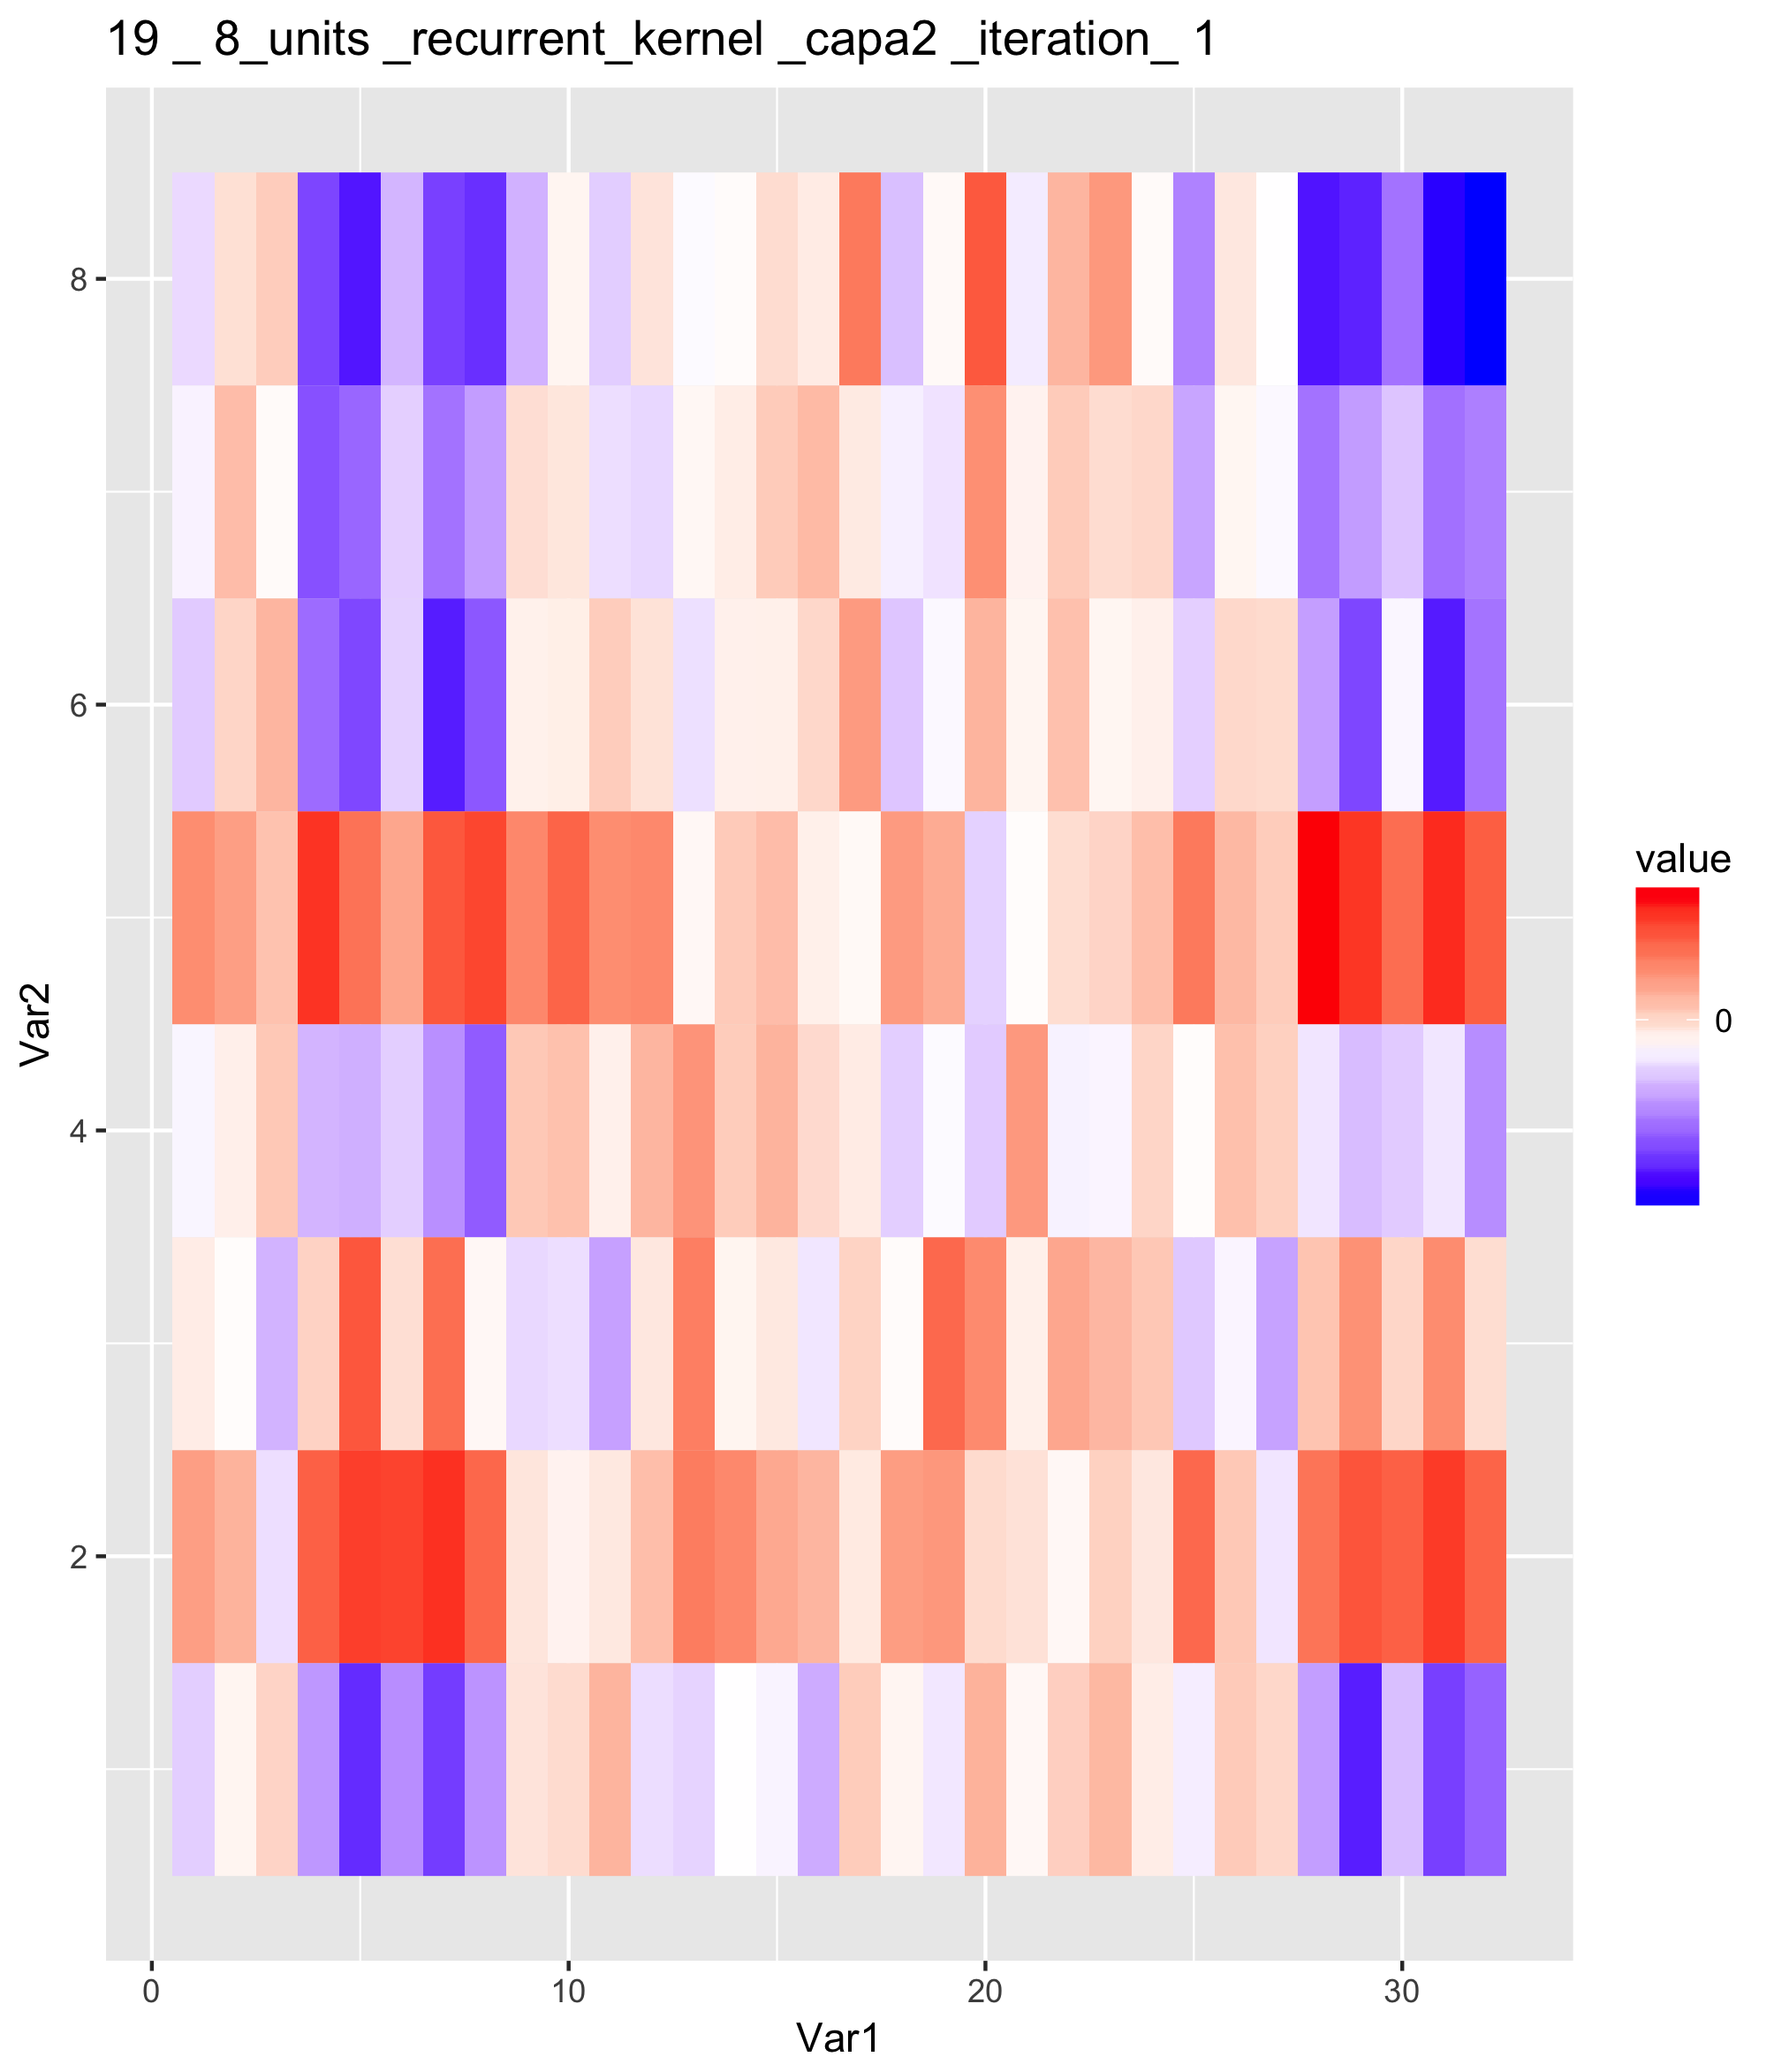 19 _ 8_units _recurrent_kernel _capa2 _iteration_ 1
8
6
4
2
Var2
0
10
20
30
Var1
value
0